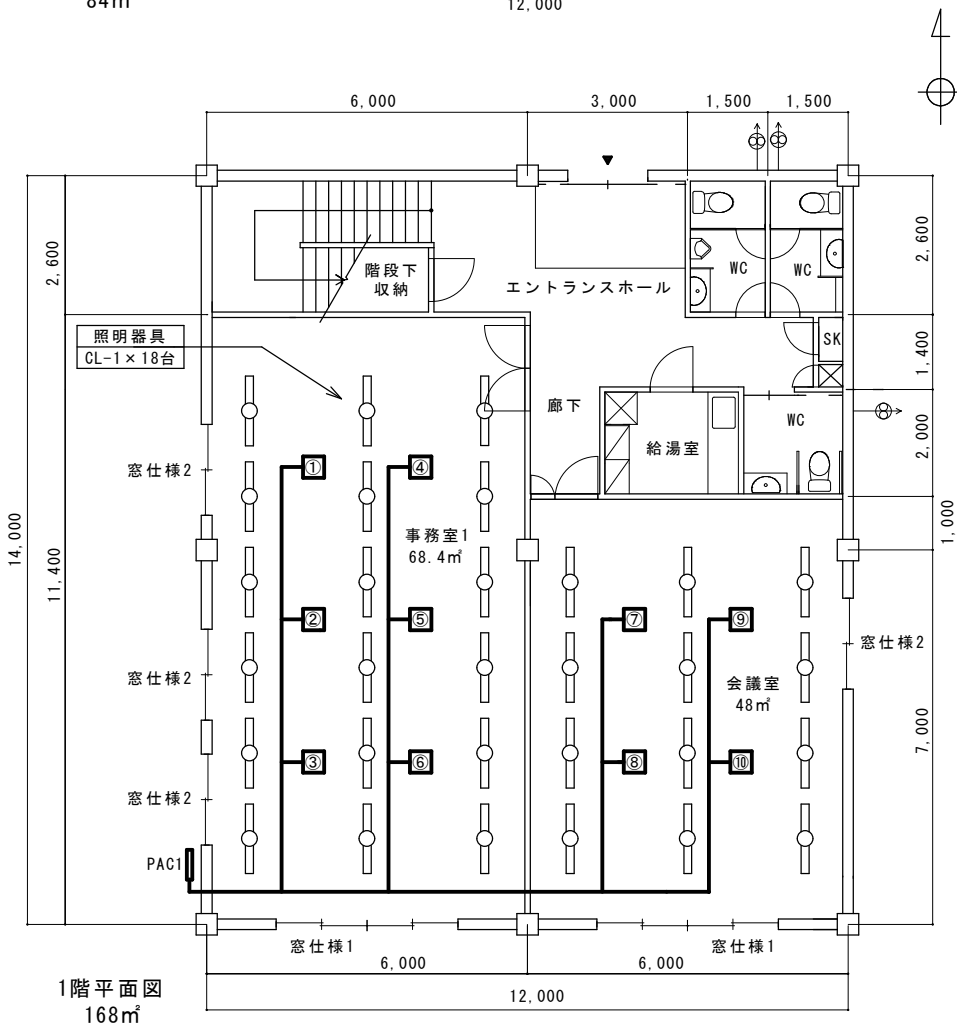 84㎡
12,000
6,000
3,000
1,500
1,500
2,600
2,600
階段下
収納
エントランスホール
WC
WC
照明器具
CL-1×18台
SK
1,400
廊下
給湯室
WC
2,000
窓仕様2
①
④
事務室1
68.4㎡
1,000
14,000
11,400
②
⑤
⑦
⑨
窓仕様2
窓仕様2
会議室
48㎡
7,000
③
⑥
⑧
⑩
窓仕様2
PAC1
窓仕様1
窓仕様1
6,000
6,000
1階平面図
168㎡
12,000